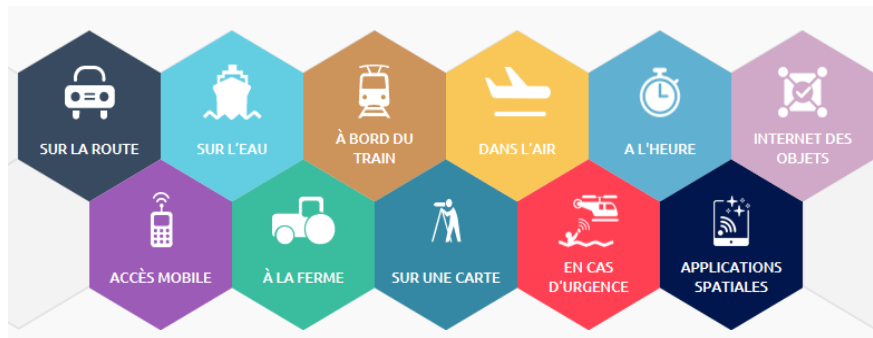 SUR LA ROUTE
SUR L'EAU
À BORD DU
TRAIN
DANS L'AIR
A L'HEURE
INTERNET DES
OBJETS
ACCÈS MOBILE
À LA FERME
SUR UNE CARTE
EN CAS
D'URGENCE
APPLICATIONS
SPATIALES